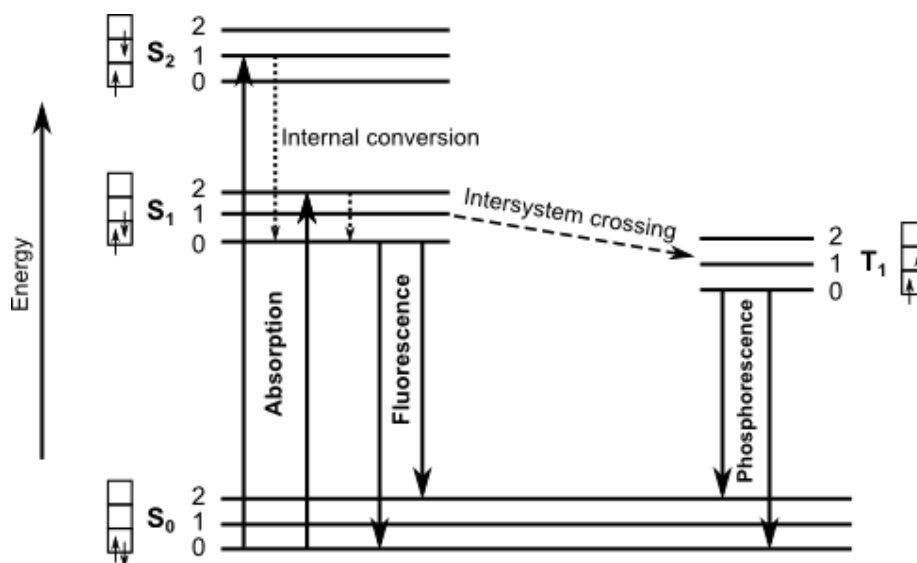 2
S2 1
0
Internal conversion
2
S1 1
0
Intersystem crossing
2
1 T1
0
Energy
Absorption
Fluorescence
Phosphorescence
2
S0 1
0